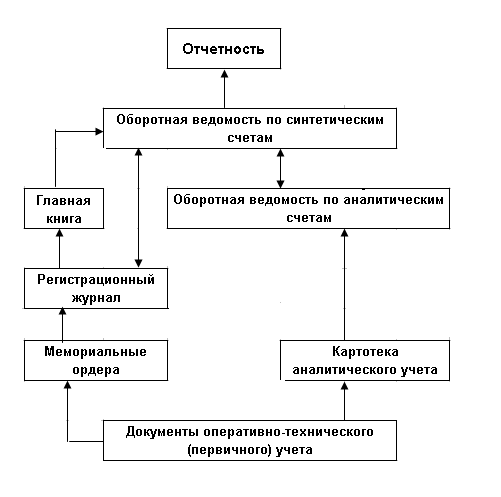 Отчетность
Оборотная ведомость по синтетическим
счетам
Главная
книга
Оборотная ведомость по аналитическим
счетам
Регистрационный
журнал
Мемориальные
ордера
Картотека
аналитического учета
Документы оперативно-технического
(первичного) учета